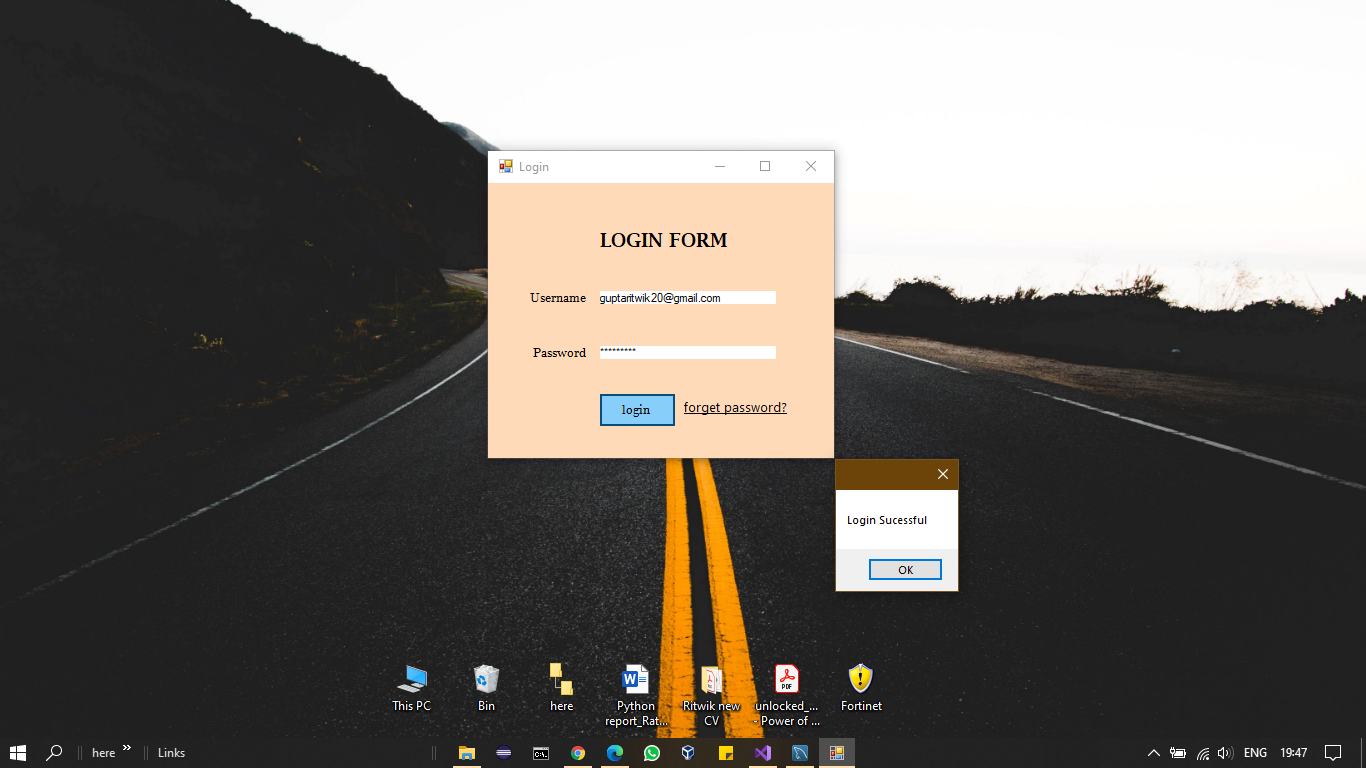 Login
LOGIN FORM
Username guptaritwik20@gmail.com
Password *********
login forget password?
Login Sucessful
OK
This PC
Bin
here
Python
report_Rat...
Ritwik new
CV
unlocked_...
- Power of ...
Fortinet
PDF
here »
Links
ENG
19:47